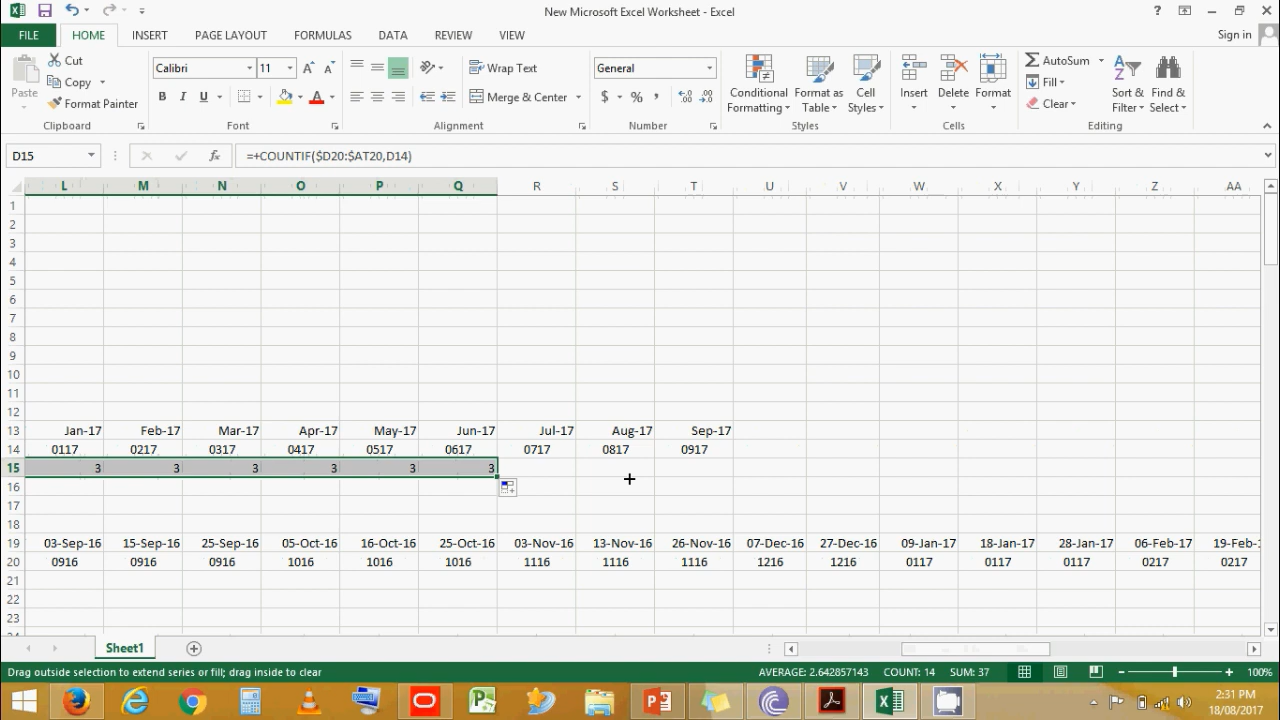 New Microsoft Excel Worksheet - Excel
FILE HOME INSERT PAGE LAYOUT FORMULAS DATA REVIEW VIEW Sign in
Paste Cut Copy Format Painter Clipboard
Calibri 11 B I U Font
Wrap Text Merge & Center Alignment
General $ % , Number
Conditional Formatting Format as Table Cell Styles Styles
Insert Delete Format Cells
AutoSum Fill Clear Sort & Filter Find & Select Editing
D15 fx =+COUNTIF($D20:$AT20,D14)
L M N O P Q R S T U V W X Y Z AA
1
2
3
4
5
6
7
8
9
10
11
12
13 Jan-17 Feb-17 Mar-17 Apr-17 May-17 Jun-17 Jul-17 Aug-17 Sep-17
14 0117 0217 0317 0417 0517 0617 0717 0817 0917
15 3 3 3 3 3 3
16
17
18
19 03-Sep-16 15-Sep-16 25-Sep-16 05-Oct-16 16-Oct-16 25-Oct-16 03-Nov-16 13-Nov-16 26-Nov-16 07-Dec-16 27-Dec-16 09-Jan-17 18-Jan-17 28-Jan-17 06-Feb-17 19-Feb-
20 0916 0916 0916 1016 1016 1016 1116 1116 1116 1216 1216 0117 0117 0117 0217 0217
21
22
23
Sheet1
Drag outside selection to extend series or fill; drag inside to clear AVERAGE: 2.642857143 COUNT: 14 SUM: 37 100%
2:31 PM
18/08/2017